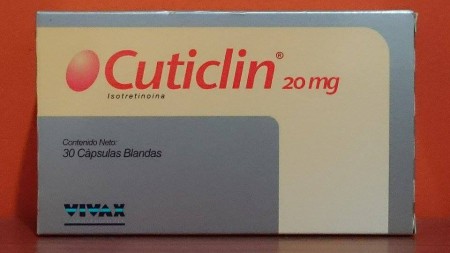 Cuticlin® 20 mg
Isotretinoina
Contenido Neto:
30 Cápsulas Blandas
VIVAX